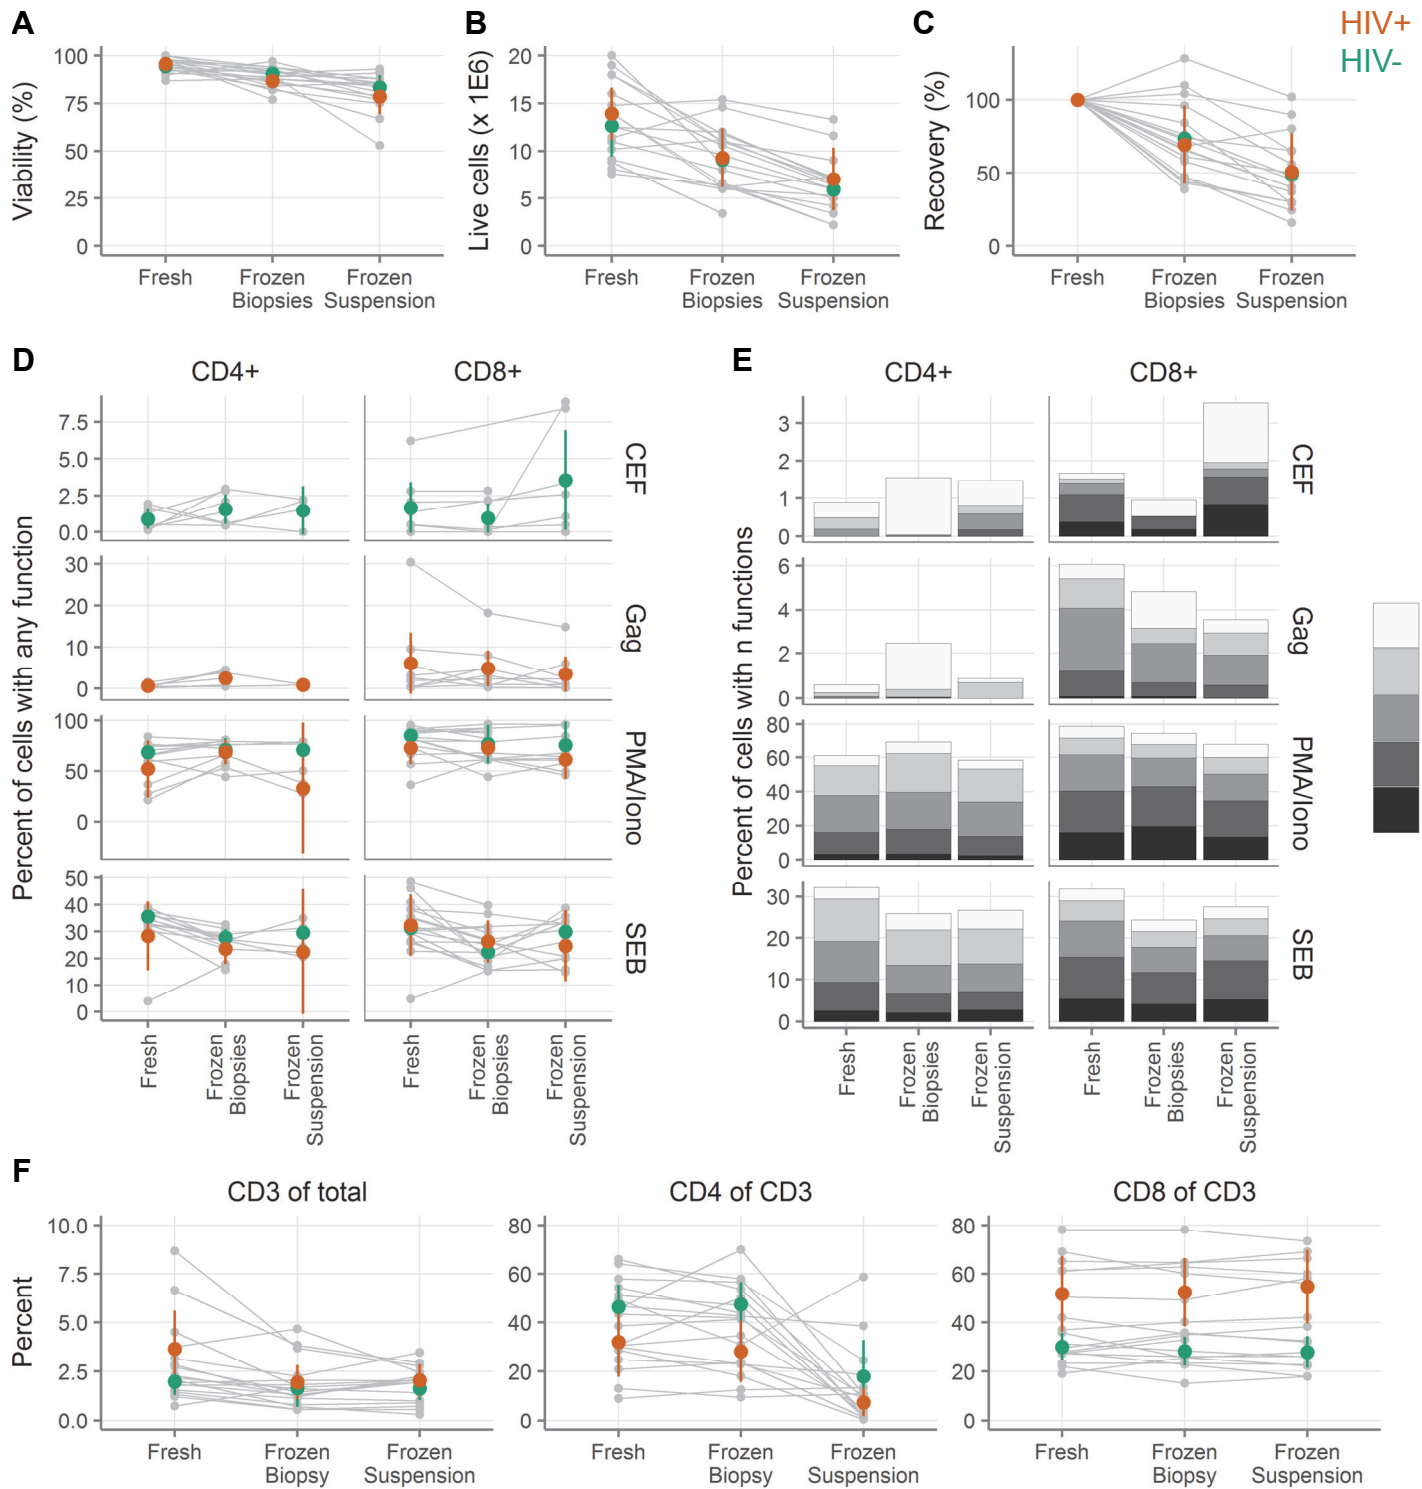 A
B
C
HIV+
HIV-
Viability (%)
100
75
50
25
0
Fresh
Frozen
Biopsies
Frozen
Suspension
Live cells (x 1E6)
20
15
10
5
0
Fresh
Frozen
Biopsies
Frozen
Suspension
Recovery (%)
100
50
0
Fresh
Frozen
Biopsies
Frozen
Suspension
D
CD4+
CD8+
Percent of cells with any function
7.5
5.0
2.5
0.0
CEF
30
20
10
0
Gag
100
50
0
PMA/Iono
50
40
30
20
10
0
SEB
Fresh
Frozen
Biopsies
Frozen
Suspension
Fresh
Frozen
Biopsies
Frozen
Suspension
E
CD4+
CD8+
Percent of cells with n functions
3
2
1
0
CEF
6
4
2
0
Gag
80
60
40
20
0
PMA/Iono
30
20
10
0
SEB
Fresh
Frozen
Biopsies
Frozen
Suspension
Fresh
Frozen
Biopsies
Frozen
Suspension
F
CD3 of total
CD4 of CD3
CD8 of CD3
Percent
10.0
7.5
5.0
2.5
0.0
Fresh
Frozen
Biopsy
Frozen
Suspension
80
60
40
20
0
Fresh
Frozen
Biopsy
Frozen
Suspension
80
60
40
20
0
Fresh
Frozen
Biopsy
Frozen
Suspension